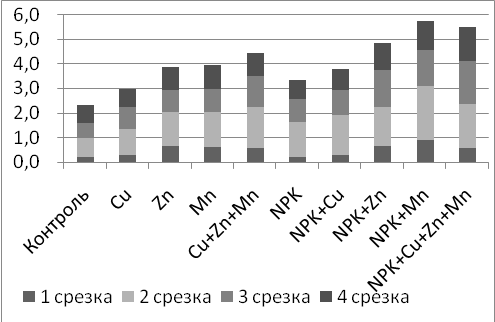 6,0
5,0
4,0
3,0
2,0
1,0
0,0
Контроль
Cu
Zn
Mn
Cu+Zn+Mn
NPK
NPK+Cu
NPK+Zn
NPK+Mn
NPK+Cu+Zn+Mn
1 срезка 2 срезка 3 срезка 4 срезка